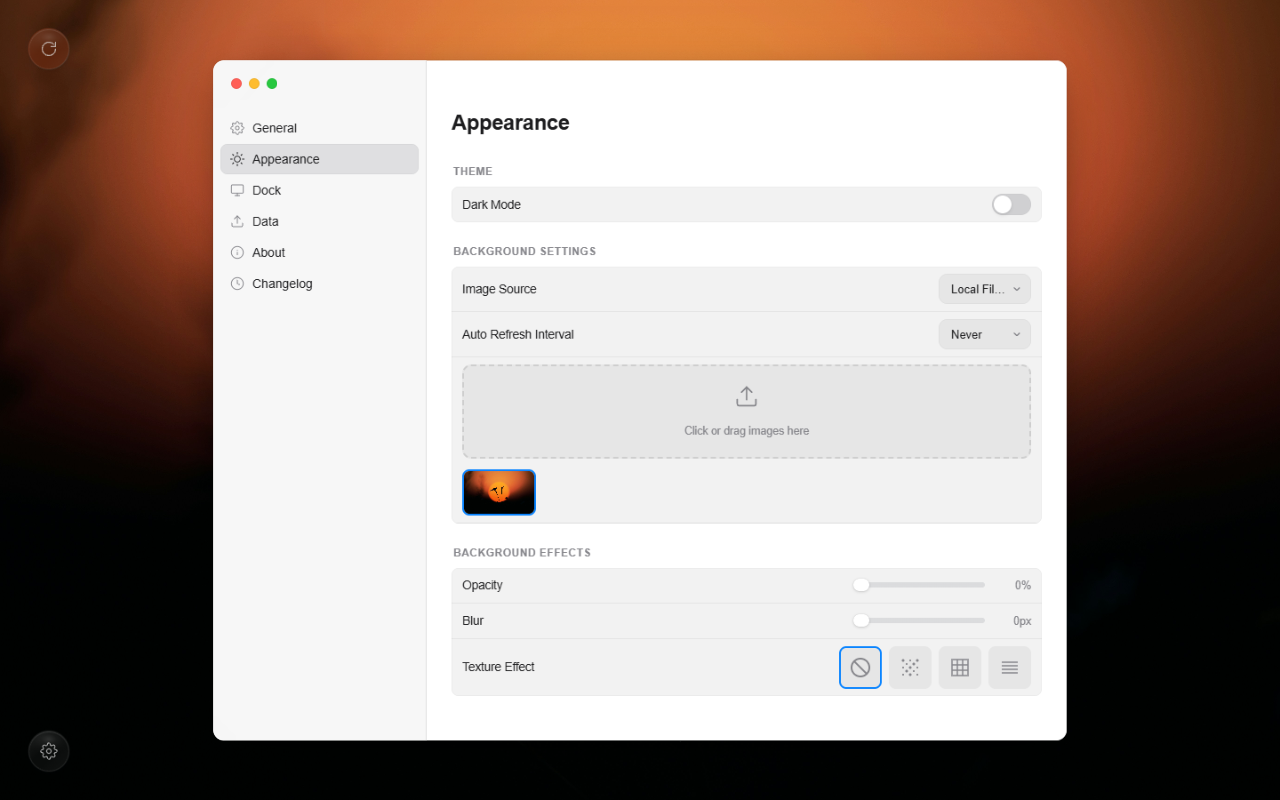 General
Appearance
Dock
Data
About
Changelog
Appearance
THEME
Dark Mode
BACKGROUND SETTINGS
Image Source
Local Fil...
Auto Refresh Interval
Never
Click or drag images here
BACKGROUND EFFECTS
Opacity
0%
Blur
0px
Texture Effect